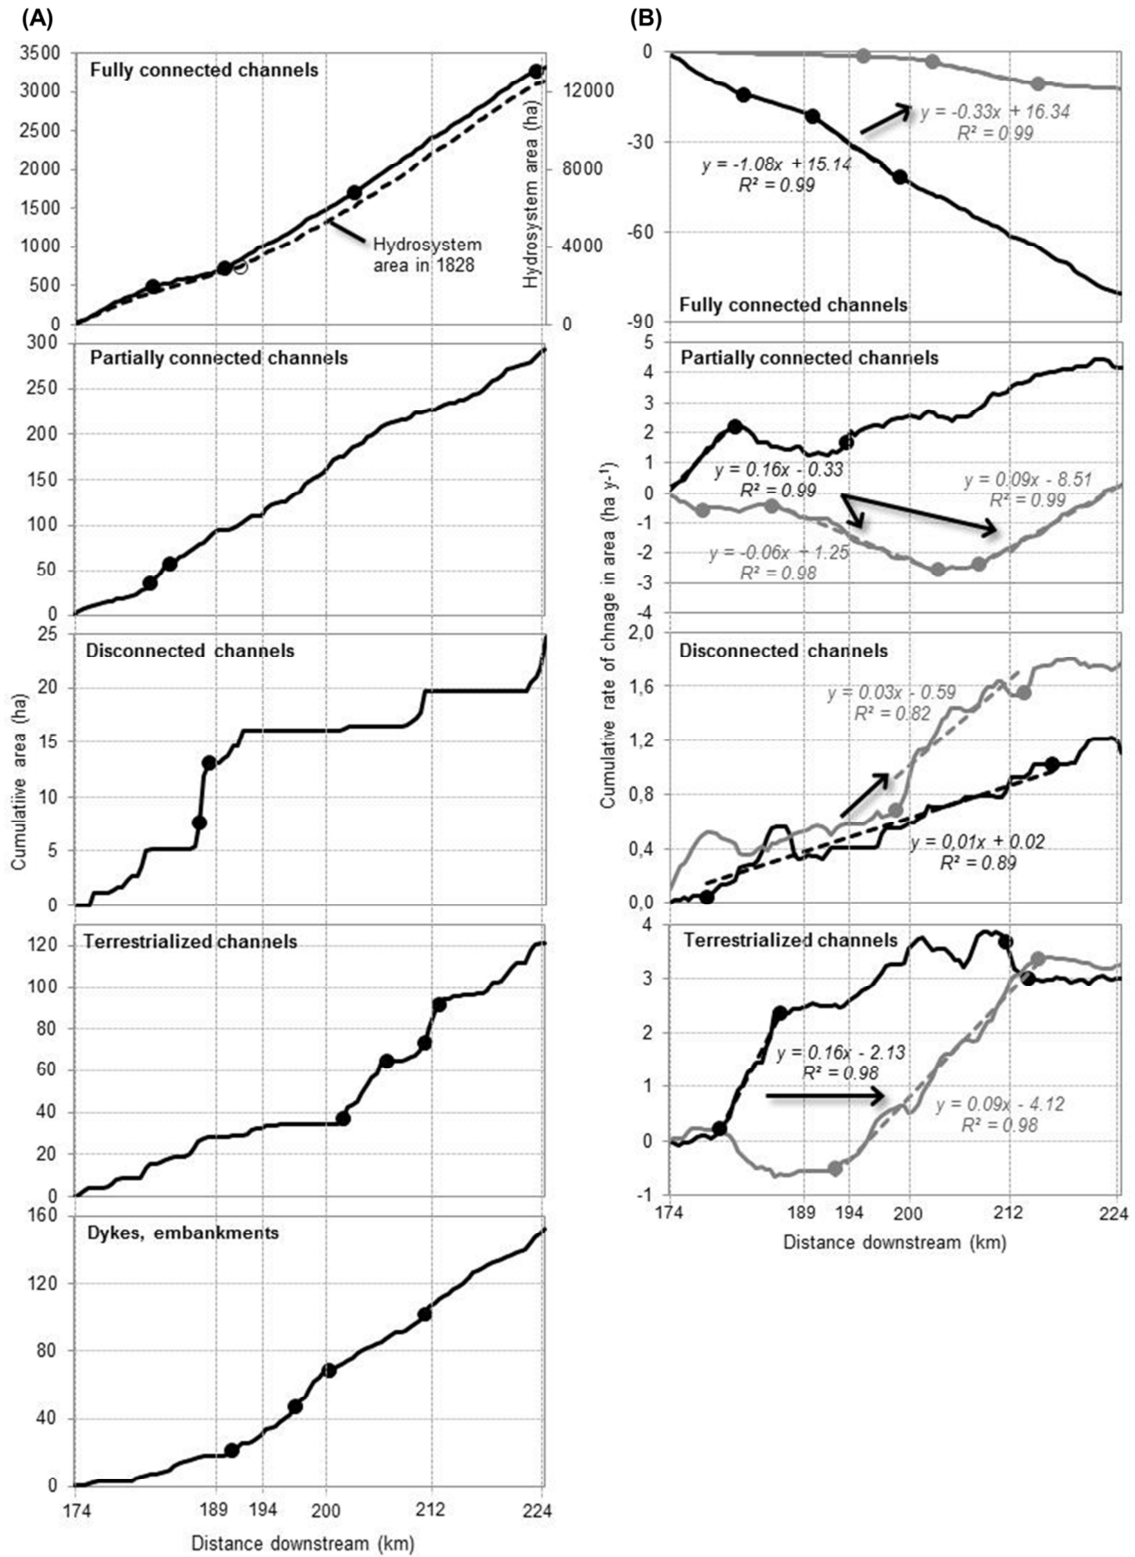 (A)
3500
3000
2500
2000
1500
1000
500
0
Fully connected channels
12000
8000
4000
0
Hydrosystem area (ha)
Hydrosystem
area in 1828
300
250
200
150
100
50
0
Partially connected channels
25
20
15
10
5
0
Disconnected channels
Cumulatiive area (ha)
120
100
80
60
40
20
0
Terrestrialized channels
160
120
80
40
0
Dykes, embankments
174 189 194 200 212 224
Distance downstream (km)
(B)
0
-30
-60
-90
y = -0.33x + 16.34
R² = 0.99
y = -1.08x + 15.14
R² = 0.99
Fully connected channels
5
4
3
2
1
0
-1
-2
-3
-4
Partially connected channels
y = 0.16x - 0.33
R² = 0.99
y = 0.09x - 8.51
R² = 0.99
y = -0.06x + 1.25
R² = 0.98
Cumulative rate of chnage in area (ha y-¹)
2,0
1,6
1,2
0,8
0,4
0,0
Disconnected channels
y = 0.03x - 0.59
R² = 0.82
y = 0,01x + 0.02
R² = 0.89
4
3
2
1
0
-1
Terrestrialized channels
y = 0.16x - 2.13
R² = 0.98
y = 0.09x - 4.12
R² = 0.98
174 189 194 200 212 224
Distance downstream (km)